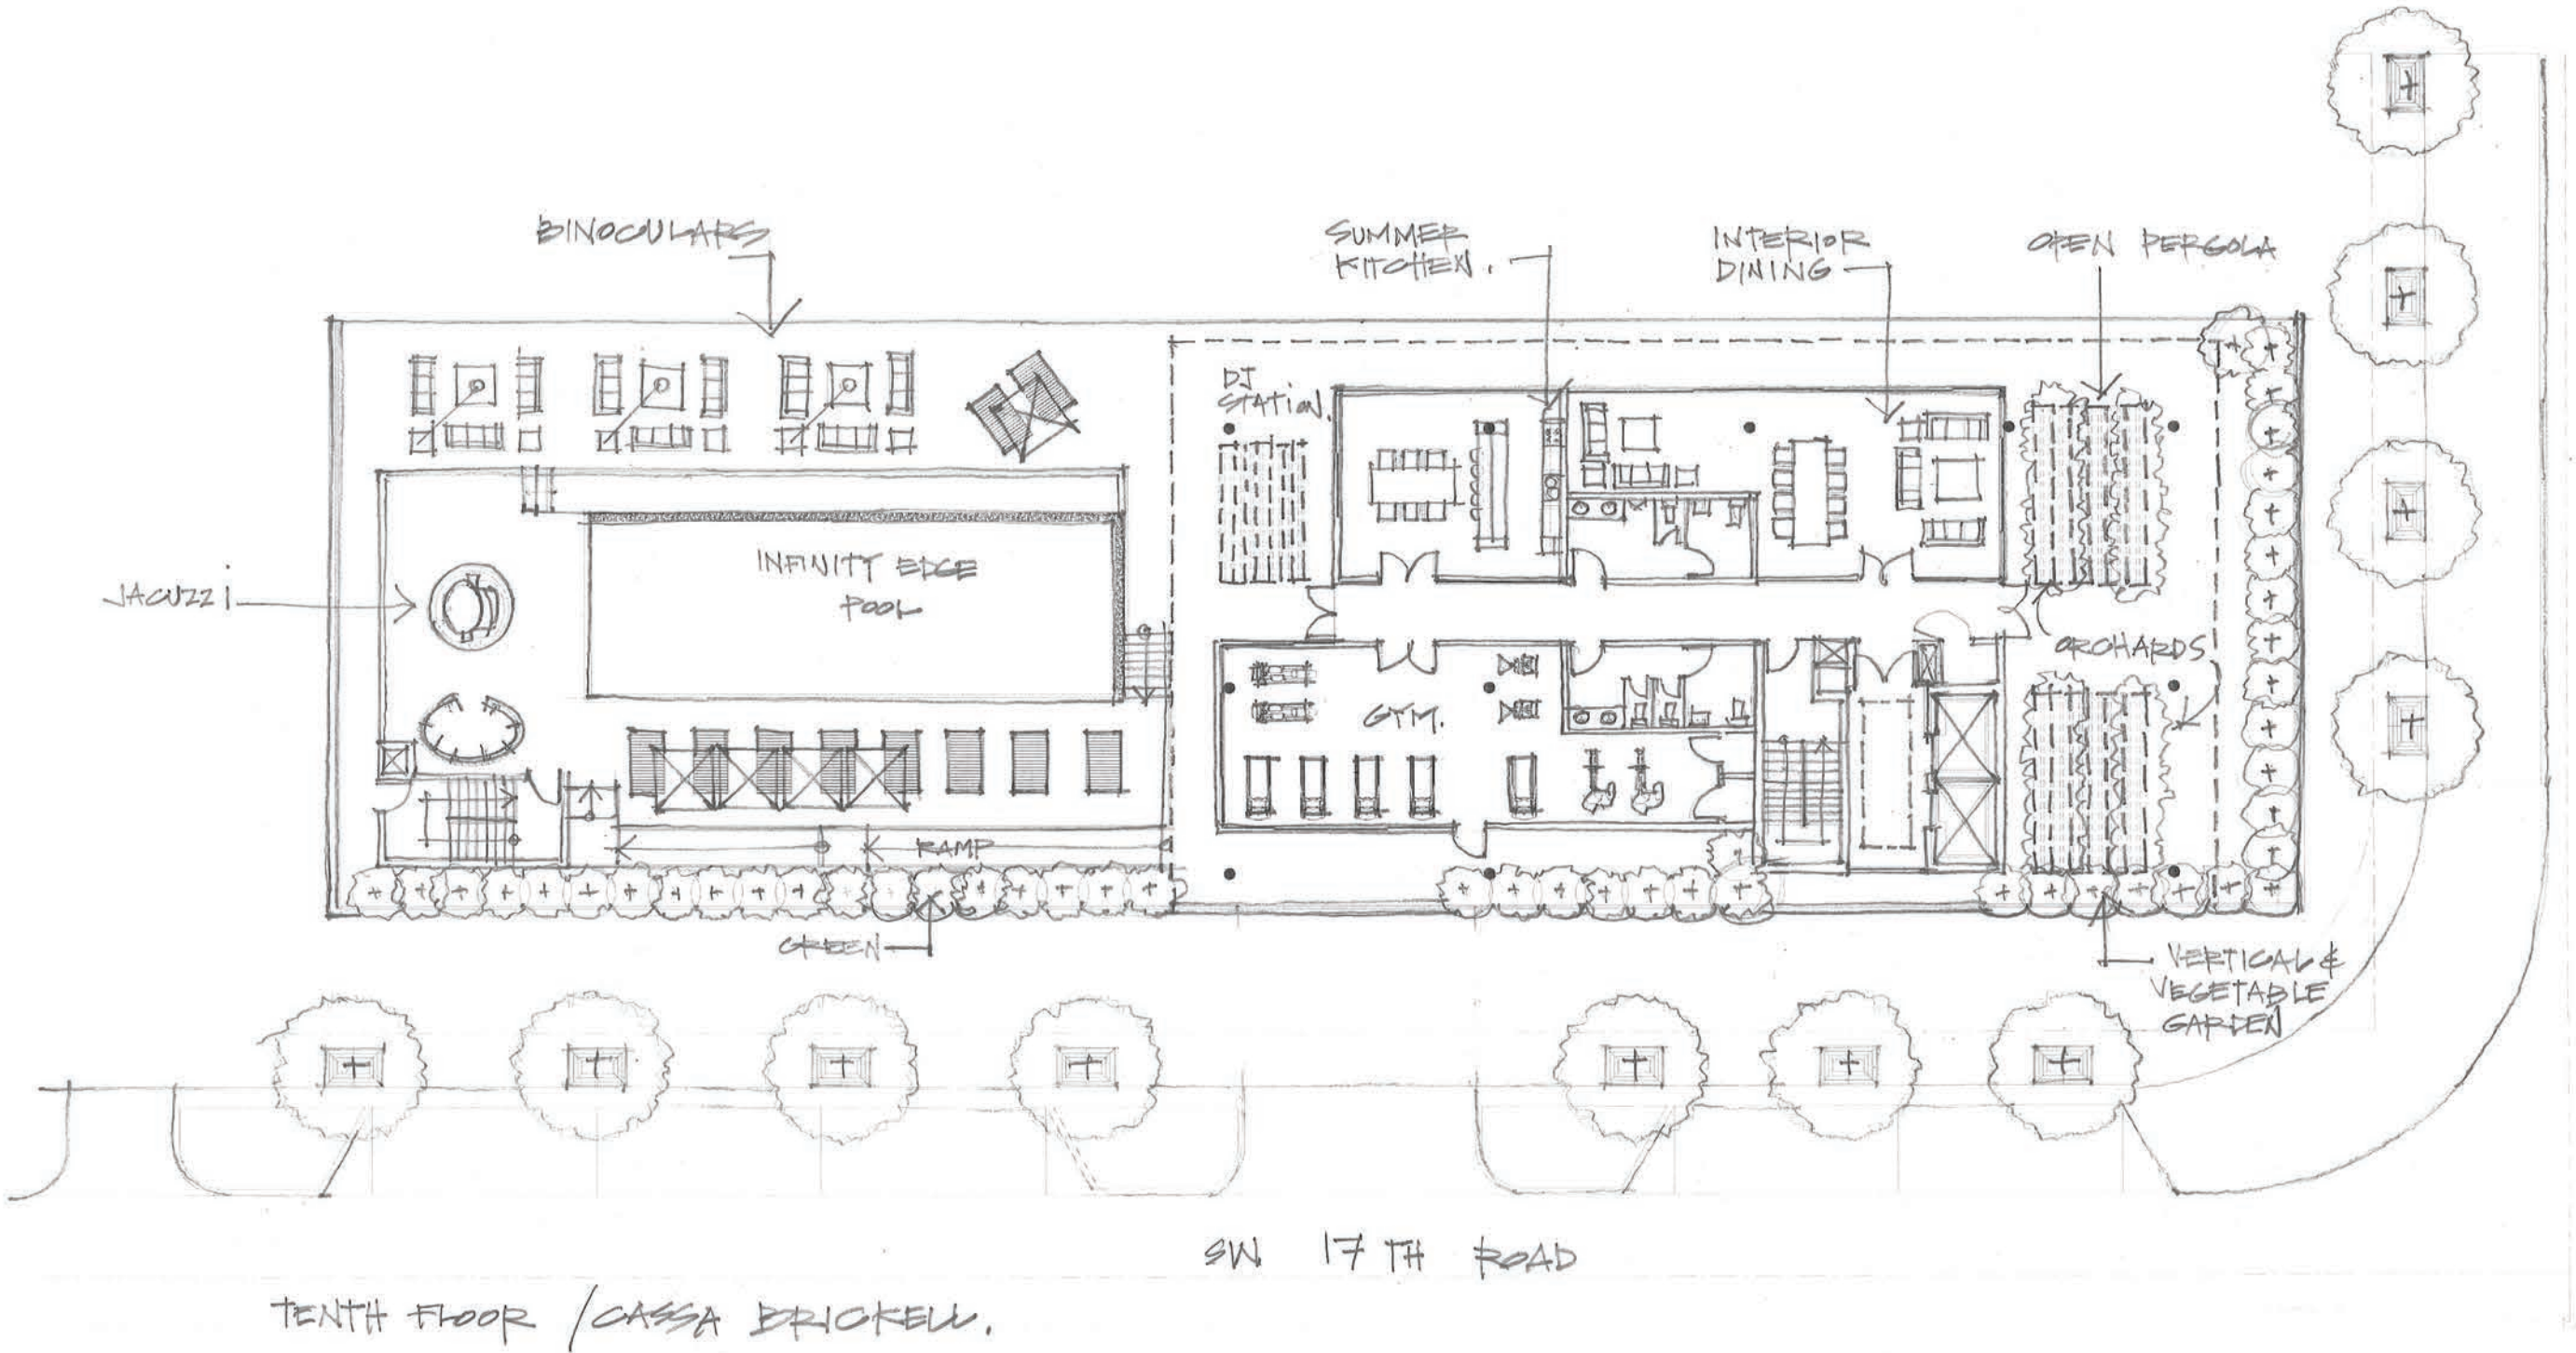 BINOCULARS
SUMMER
KITCHEN.
INTERIOR
DINING
OPEN PERGOLA
DJ
STATION.
INFINITY EDGE
POOL
JACUZZI
ORCHARDS
GYM.
RAMP
GREEN
VERTICAL &
VEGETABLE
GARDEN
SW. 17 TH ROAD
TENTH FLOOR / CASSA BRICKELL.